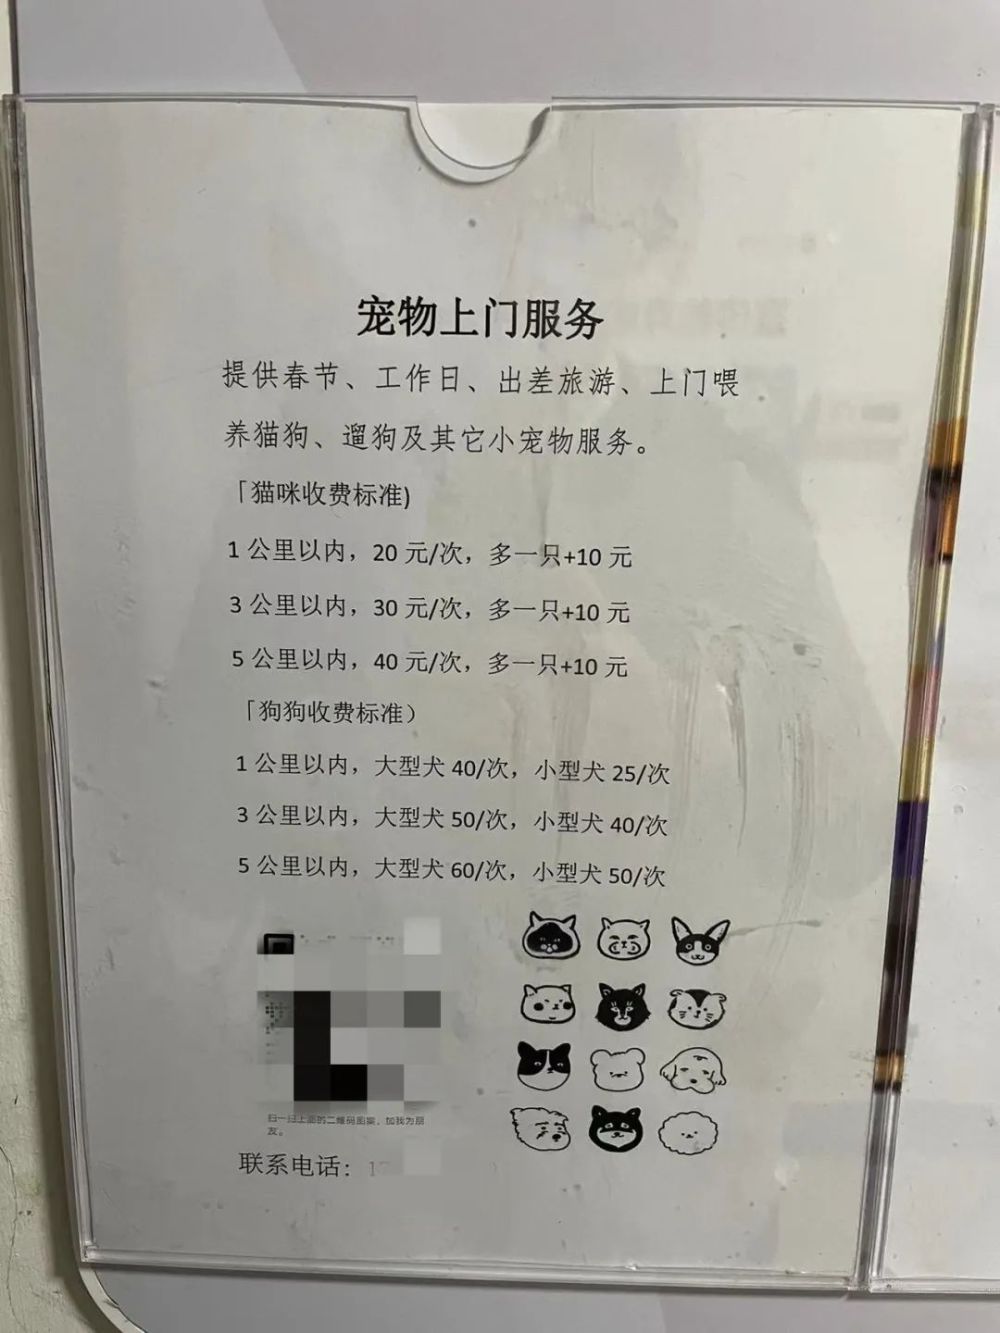 宠物上门服务
提供春节、工作日、出差旅游、上门喂
养猫狗、遛狗及其它小宠物服务。
「猫咪收费标准)
1 公里以内，20 元/次，多一只+10 元
3 公里以内，30 元/次，多一只+10 元
5 公里以内，40 元/次，多一只+10 元
「狗狗收费标准）
1 公里以内，大型犬 40/次，小型犬 25/次
3 公里以内，大型犬 50/次，小型犬 40/次
5 公里以内，大型犬 60/次，小型犬 50/次
扫一扫上面的二维码图案，加我为朋
友。
联系电话：17